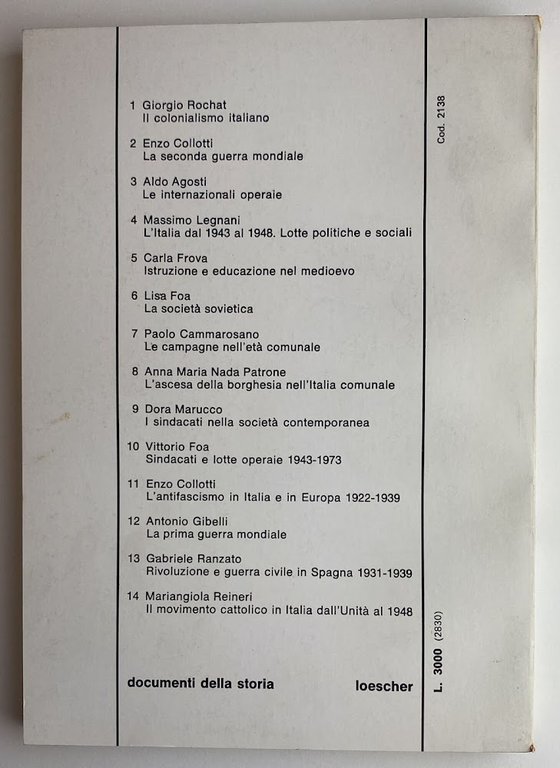 1 Giorgio Rochat
Il colonialismo italiano
2 Enzo Collotti
La seconda guerra mondiale
3 Aldo Agosti
Le internazionali operaie
4 Massimo Legnani
L'Italia dal 1943 al 1948. Lotte politiche e sociali
5 Carla Frova
Istruzione e educazione nel medioevo
6 Lisa Foa
La società sovietica
7 Paolo Cammarosano
Le campagne nell'età comunale
8 Anna Maria Nada Patrone
L'ascesa della borghesia nell'Italia comunale
9 Dora Marucco
I sindacati nella società contemporanea
10 Vittorio Foa
Sindacati e lotte operaie 1943-1973
11 Enzo Collotti
L'antifascismo in Italia e in Europa 1922-1939
12 Antonio Gibelli
La prima guerra mondiale
13 Gabriele Ranzato
Rivoluzione e guerra civile in Spagna 1931-1939
14 Mariangiola Reineri
Il movimento cattolico in Italia dall'Unità al 1948
documenti della storia loescher
Cod. 2138
L. 3000 (2830)